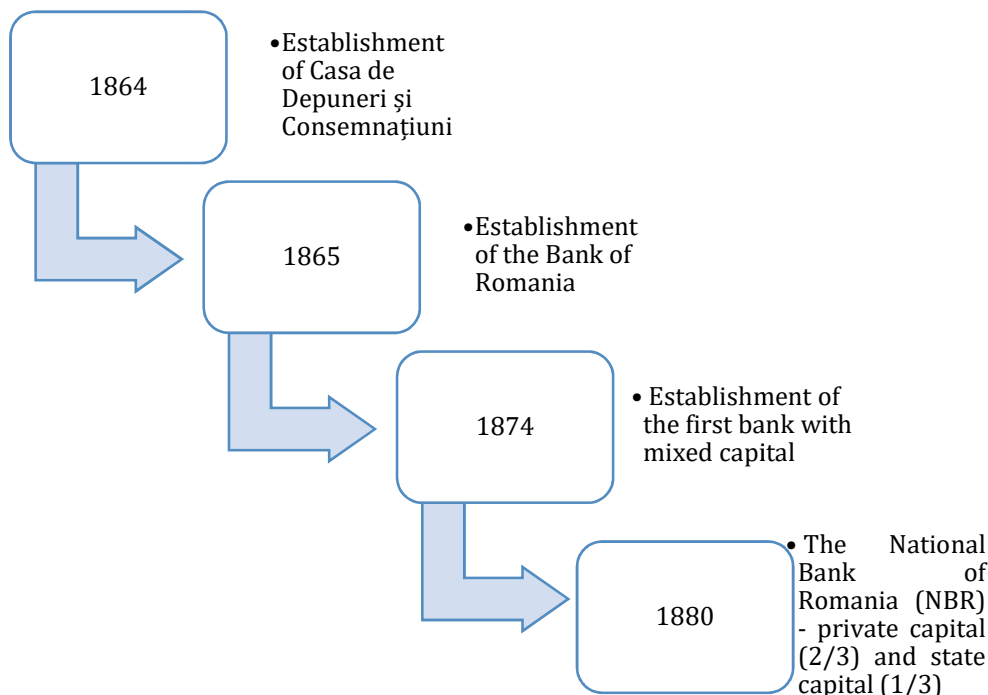 1864
•Establishment
of Casa de
Depuneri și
Consemnațiuni
1865
•Establishment
of the Bank of
Romania
1874
• Establishment of
the first bank with
mixed capital
1880
• The National
Bank of
Romania (NBR)
- private capital
(2/3) and state
capital (1/3)